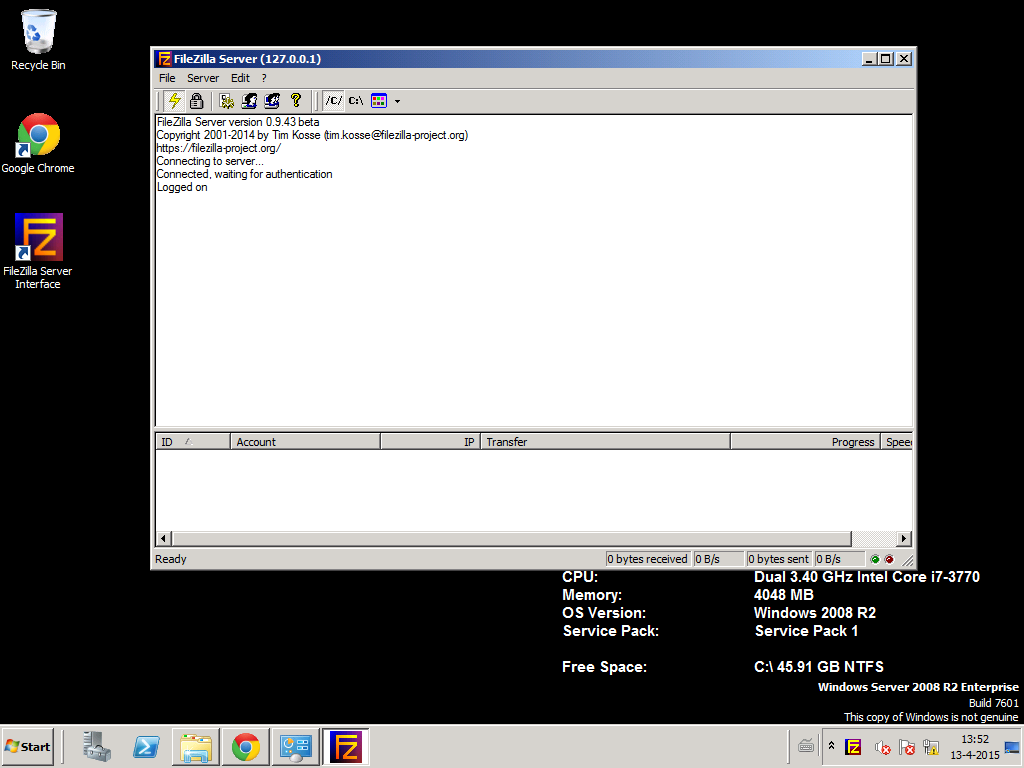 Recycle Bin
Google Chrome
FileZilla Server
Interface
FileZilla Server (127.0.0.1)
File Server Edit ?
/C/ C:\
FileZilla Server version 0.9.43 beta
Copyright 2001-2014 by Tim Kosse (tim.kosse@filezilla-project.org)
https://filezilla-project.org/
Connecting to server...
Connected, waiting for authentication
Logged on
ID Account IP Transfer Progress Speed
Ready 0 bytes received 0 B/s 0 bytes sent 0 B/s
CPU: Dual 3.40 GHz Intel Core i7-3770
Memory: 4048 MB
OS Version: Windows 2008 R2
Service Pack: Service Pack 1
Free Space: C:\ 45.91 GB NTFS
Windows Server 2008 R2 Enterprise
Build 7601
This copy of Windows is not genuine
Start
13:52
13-4-2015